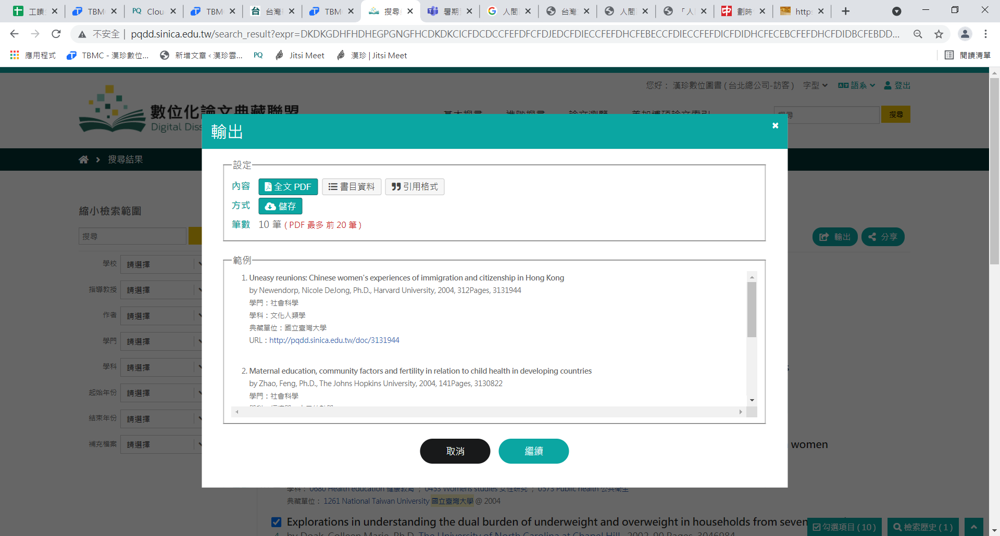 工讀
TBM
PQ Clou
TBM
台灣
TBM
搜尋
暑期
人間
台灣
人間
「人
劃時
http
不安全 | pqdd.sinica.edu.tw/search_result?expr=DKDKGDHFHDHEGPGNGFHCDKDKCICFDCDCCFEFDFCFDJEDCFDIECCFEFDHCFEBECCFDIECCFEFDICFDIDHCFECEBCFEFDHCFDIDBCFEBDD...
應用程式 TBMC - 漢珍數位... 新增文章 ‹ 漢珍雲... PQ Jitsi Meet 漢珍 | Jitsi Meet 閱讀清單
您好： 漢珍數位圖書 ( 台北總公司-訪客 ) 字型 語系 登出
數位化論文典藏聯盟
Digital Diss
基本搜尋 進階搜尋 論文瀏覽 美加博碩論文索引
搜尋
輸出
搜尋結果
設定
內容 全文 PDF 書目資料 引用格式
方式 儲存
筆數 10 筆 ( PDF 最多 前 20 筆 )
縮小檢索範圍
搜尋
輸出 分享
學校 請選擇
指導教授 請選擇
作者 請選擇
學門 請選擇
學科 請選擇
起始年份 請選擇
結束年份 請選擇
補充檔案 請選擇
範例
1. Uneasy reunions: Chinese women's experiences of immigration and citizenship in Hong Kong
by Newendorp, Nicole DeJong, Ph.D., Harvard University, 2004, 312Pages, 3131944
學門：社會科學
學科：文化人類學
典藏單位：國立臺灣大學
URL：http://pqdd.sinica.edu.tw/doc/3131944
2. Maternal education, community factors and fertility in relation to child health in developing countries
by Zhao, Feng, Ph.D., The Johns Hopkins University, 2004, 141Pages, 3130822
學門：社會科學
取消 繼續
women
學科： 0680 Health education 健康教育 ； 0453 Womens studies 女性研究 ； 0573 Public health 公共衛生
典藏單位： 1261 National Taiwan University 國立臺灣大學 @ 2004
Explorations in understanding the dual burden of underweight and overweight in households from seven
4. by Doak, Colleen Marie, Ph.D. The University of North Carolina at Chapel Hill., 2002. 90 Pages. 3046984
勾選項目 ( 10 ) 檢索歷史 ( 1 )